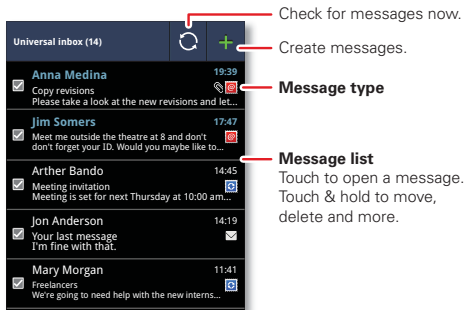 Check for messages now.
Universal inbox (14)
Create messages.
Anna Medina 19:39
Copy revisions
Please take a look at the new revisions and let...
Message type
Jim Somers 17:47
Meet me outside the theatre at 8 and don't
don't forget your ID. Would you maybe like to...
Message list
Touch to open a message.
Touch & hold to move,
delete and more.
Arther Bando 14:45
Meeting invitation
Meeting is set for next Thursday at 10:00 am...
Jon Anderson 14:19
Your last message
I'm fine with that.
Mary Morgan 11:41
Freelancers
We're going to need help with the new interns...